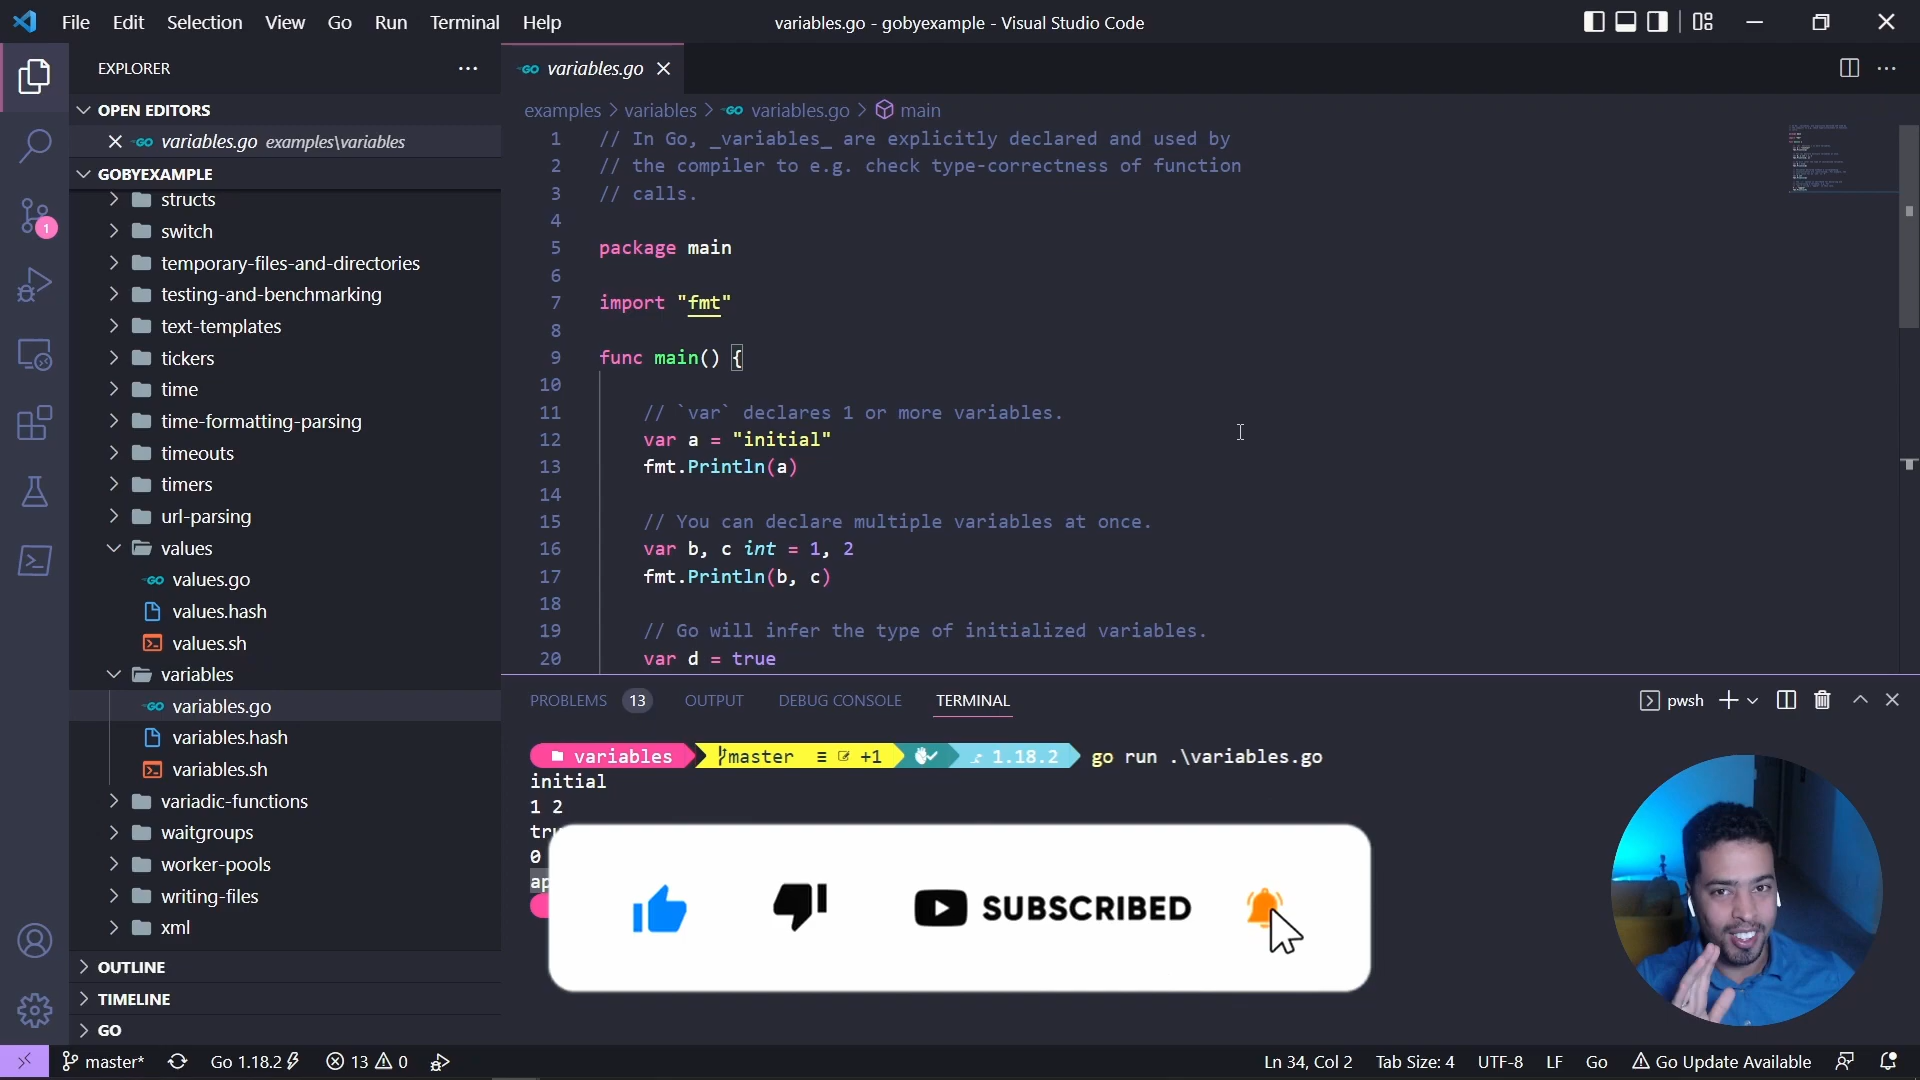 File Edit Selection View Go Run Terminal Help
variables.go - gobyexample - Visual Studio Code
EXPLORER
OPEN EDITORS
variables.go examples\variables
GOBYEXAMPLE
structs
switch
temporary-files-and-directories
testing-and-benchmarking
text-templates
tickers
time
time-formatting-parsing
timeouts
timers
url-parsing
values
values.go
values.hash
values.sh
variables
variables.go
variables.hash
variables.sh
variadic-functions
waitgroups
worker-pools
writing-files
xml
OUTLINE
TIMELINE
GO
1
variables.go
examples > variables > variables.go > main
1 // In Go, _variables_ are explicitly declared and used by
2 // the compiler to e.g. check type-correctness of function
3 // calls.
4
5 package main
6
7 import "fmt"
8
9 func main() {
10
11 // `var` declares 1 or more variables.
12 var a = "initial"
13 fmt.Println(a)
14
15 // You can declare multiple variables at once.
16 var b, c int = 1, 2
17 fmt.Println(b, c)
18
19 // Go will infer the type of initialized variables.
20 var d = true
PROBLEMS 13 OUTPUT DEBUG CONSOLE TERMINAL
pwsh
variables master ≡ +1 1.18.2 go run .\variables.go
initial
1 2
tru
0
ap
SUBSCRIBED
master* Go 1.18.2 13 0
Ln 34, Col 2 Tab Size: 4 UTF-8 LF Go Go Update Available